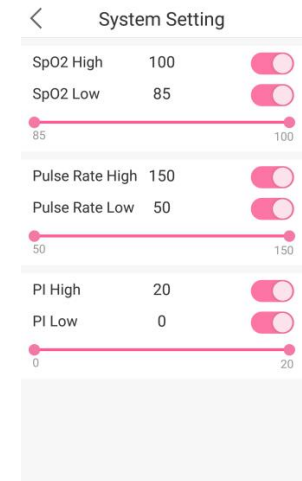 System Setting
SpO2 High 100
SpO2 Low 85
85 100
Pulse Rate High 150
Pulse Rate Low 50
50 150
PI High 20
PI Low 0
0 20